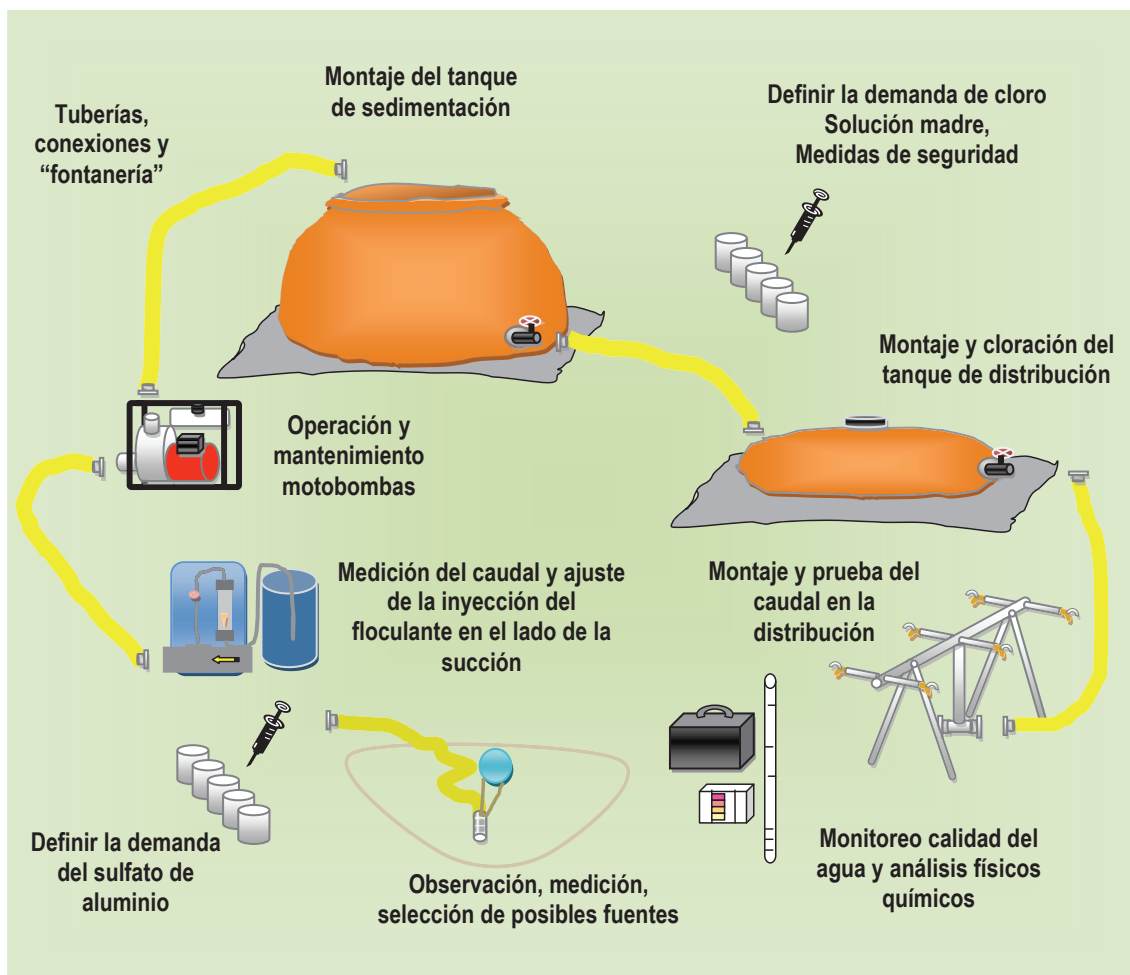 Montaje del tanque
de sedimentación
Tuberías,
conexiones y
“fontanería”
Definir la demanda de cloro
Solución madre,
Medidas de seguridad
Montaje y cloración del
tanque de distribución
Operación y
mantenimiento
motobombas
Medición del caudal y ajuste
de la inyección del
floculante en el lado de la
succión
Montaje y prueba del
caudal en la
distribución
Definir la demanda
del sulfato de
aluminio
Observación, medición,
selección de posibles fuentes
Monitoreo calidad del
agua y análisis físicos
químicos